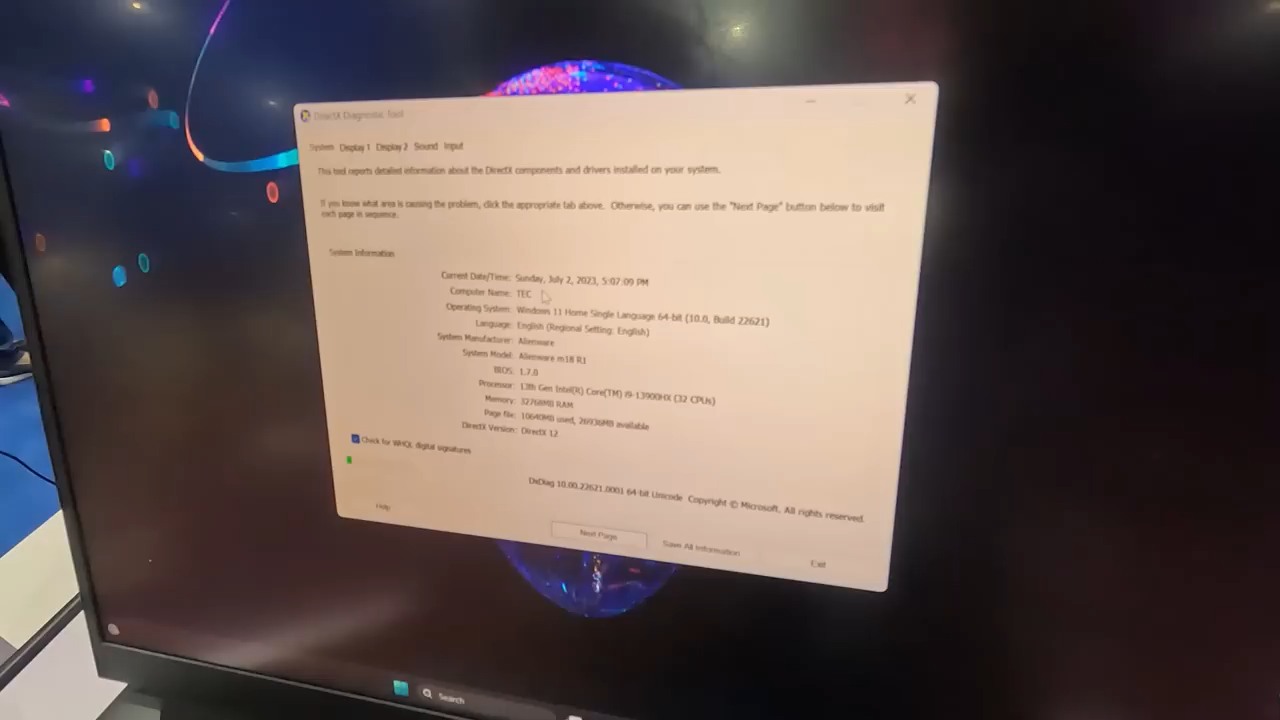 DirectX Diagnostic Tool
System Display 1 Display 2 Sound Input
This tool reports detailed information about the DirectX components and drivers installed on your system.
If you know what area is causing the problem, click the appropriate tab above. Otherwise, you can use the "Next Page" button below to visit
each page in sequence.
System Information
Current Date/Time: Sunday, July 2, 2023, 5:07:09 PM
Computer Name: TEC
Operating System: Windows 11 Home Single Language 64-bit (10.0, Build 22621)
Language: English (Regional Setting: English)
System Manufacturer: Alienware
System Model: Alienware m18 R1
BIOS: 1.7.0
Processor: 13th Gen Intel(R) Core(TM) i9-13900HX (32 CPUs)
Memory: 32768MB RAM
Page file: 10640MB used, 26936MB available
DirectX Version: DirectX 12
Check for WHQL digital signatures
DxDiag 10.00.22621.0001 64-bit Unicode Copyright © Microsoft. All rights reserved.
Help
Next Page
Save All Information
Exit
Search